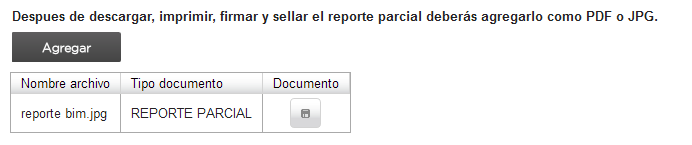 Despues de descargar, imprimir, firmar y sellar el reporte parcial deberás agregarlo como PDF o JPG.
Agregar
Nombre archivo Tipo documento Documento
reporte bim.jpg REPORTE PARCIAL